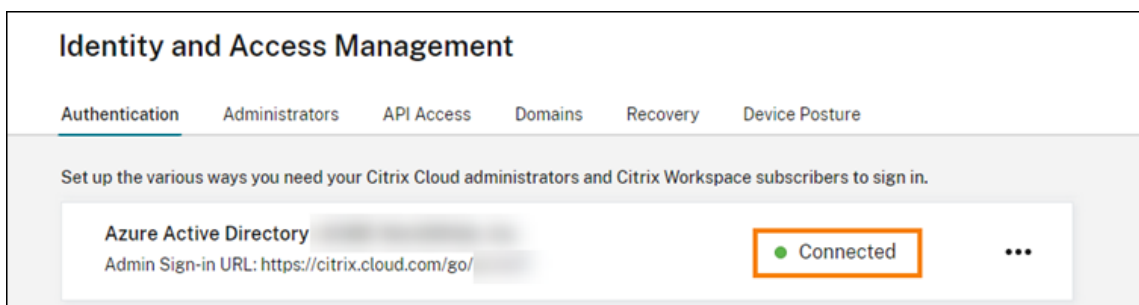 Identity and Access Management
Authentication Administrators API Access Domains Recovery Device Posture
Set up the various ways you need your Citrix Cloud administrators and Citrix Workspace subscribers to sign in.
Azure Active Directory
Admin Sign-in URL: https://citrix.cloud.com/go/
Connected